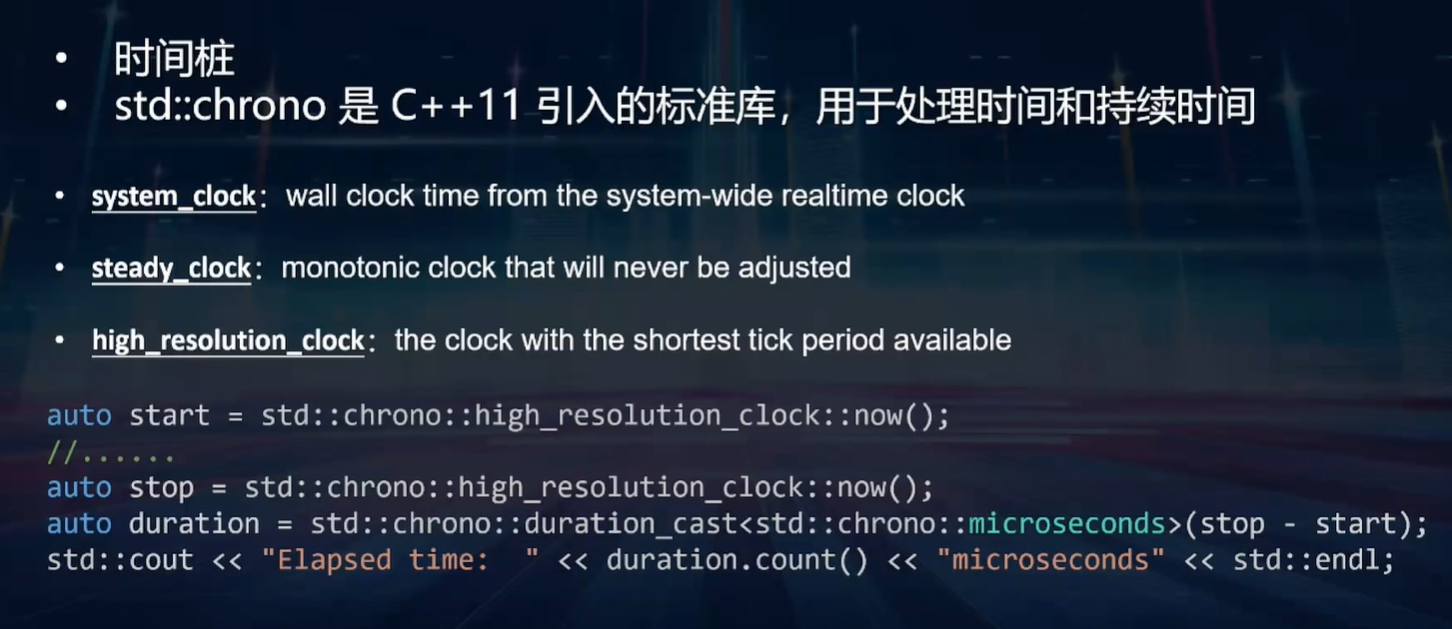 • 时间桩
• std::chrono 是 C++11 引入的标准库，用于处理时间和持续时间
• system_clock：wall clock time from the system-wide realtime clock
• steady_clock：monotonic clock that will never be adjusted
• high_resolution_clock：the clock with the shortest tick period available
auto start = std::chrono::high_resolution_clock::now();
//......
auto stop = std::chrono::high_resolution_clock::now();
auto duration = std::chrono::duration_cast<std::chrono::microseconds>(stop - start);
std::cout << "Elapsed time:  " << duration.count() << "microseconds" << std::endl;